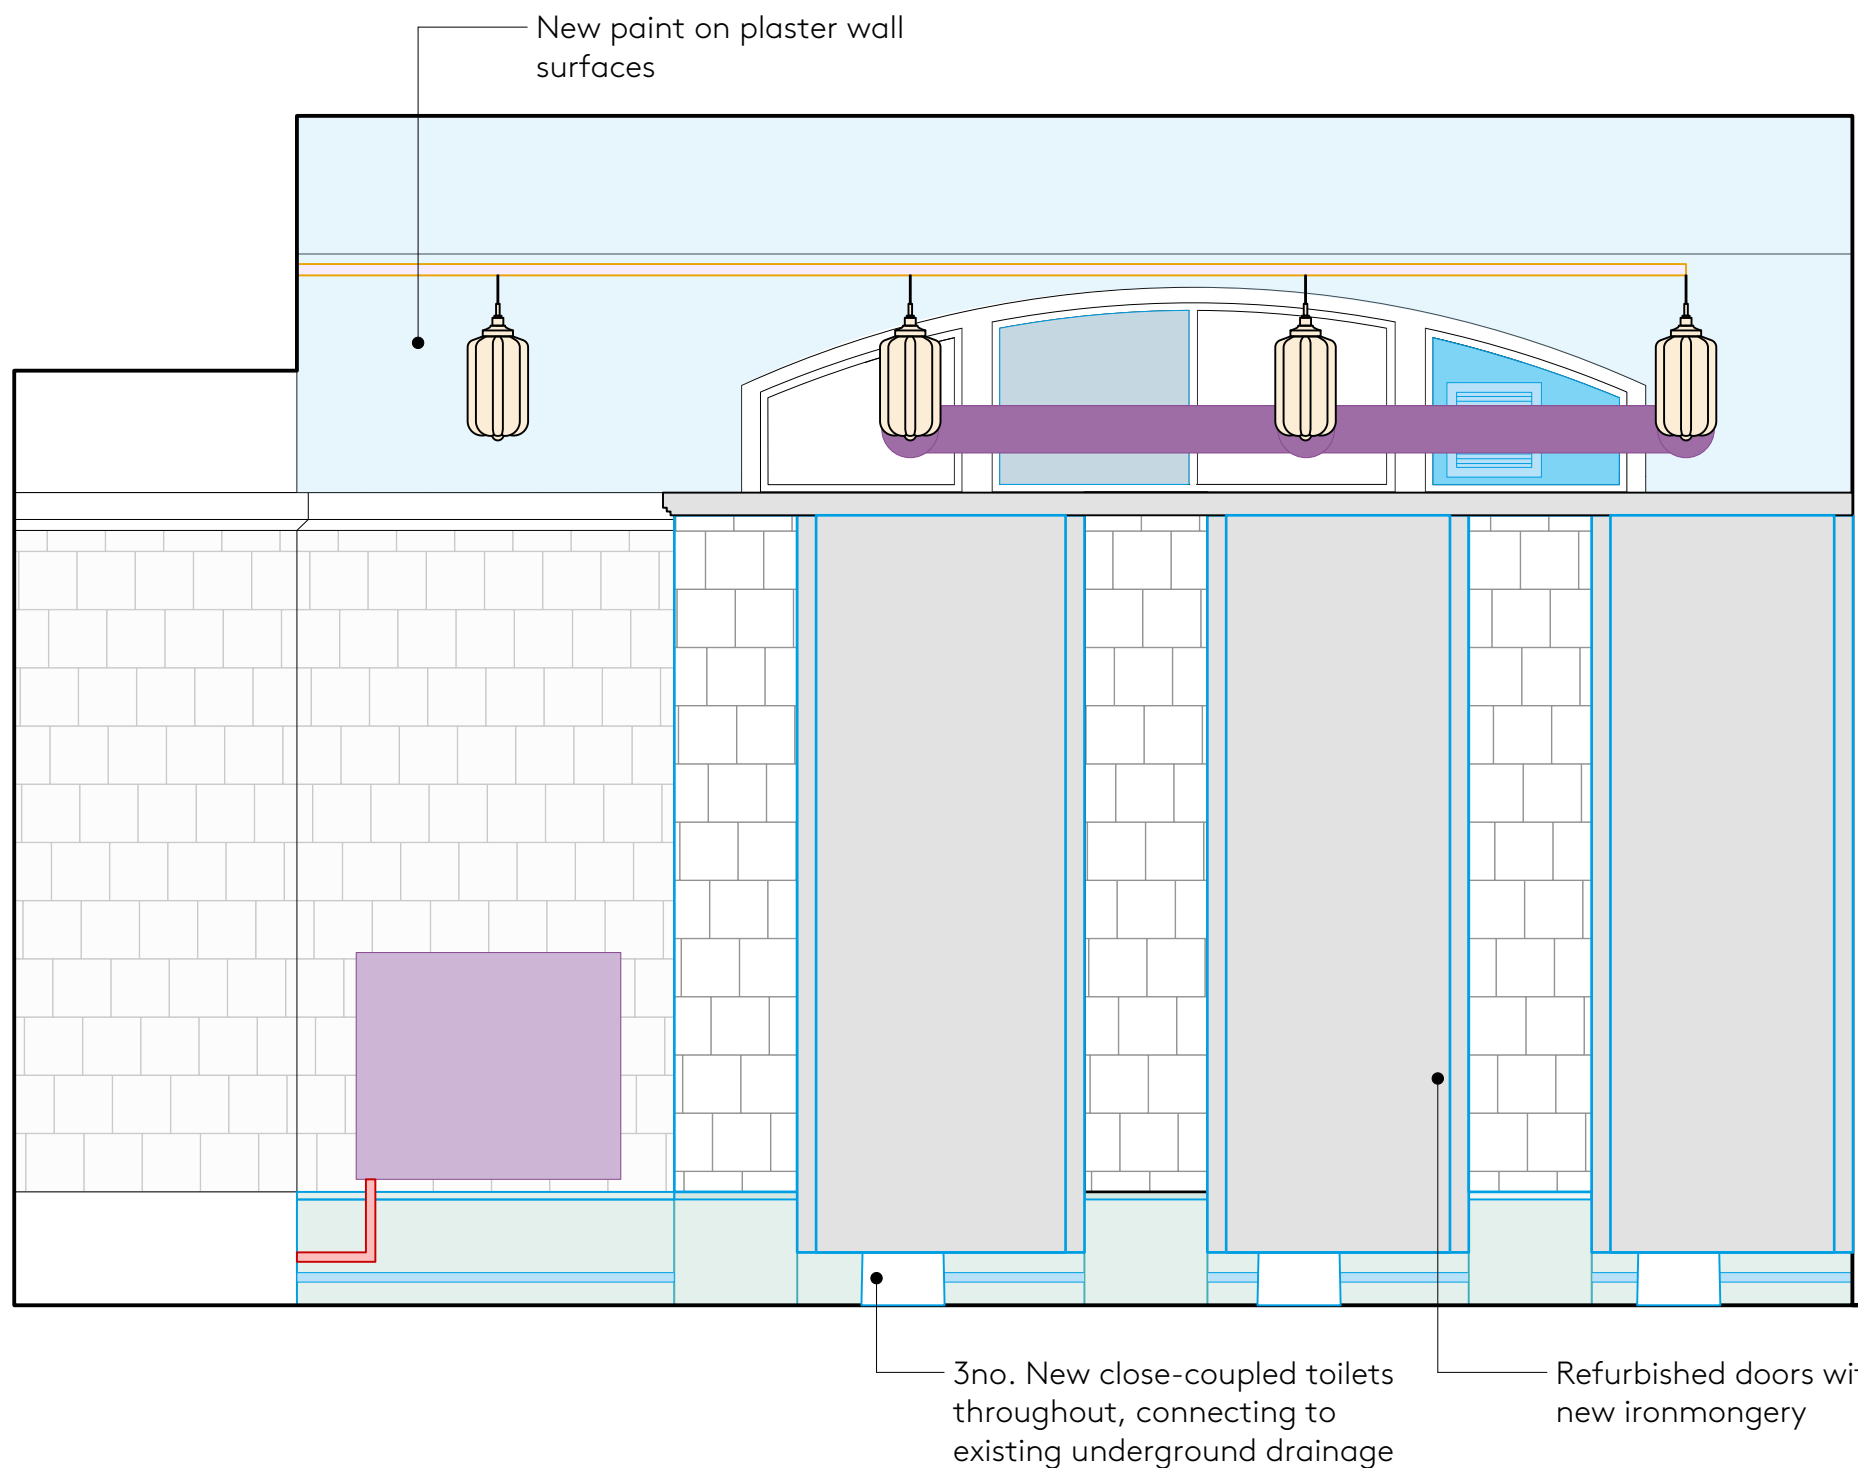 New paint on plaster wall
surfaces
3no. New close-coupled toilets
throughout, connecting to
existing underground drainage
Refurbished doors
new ironmongery